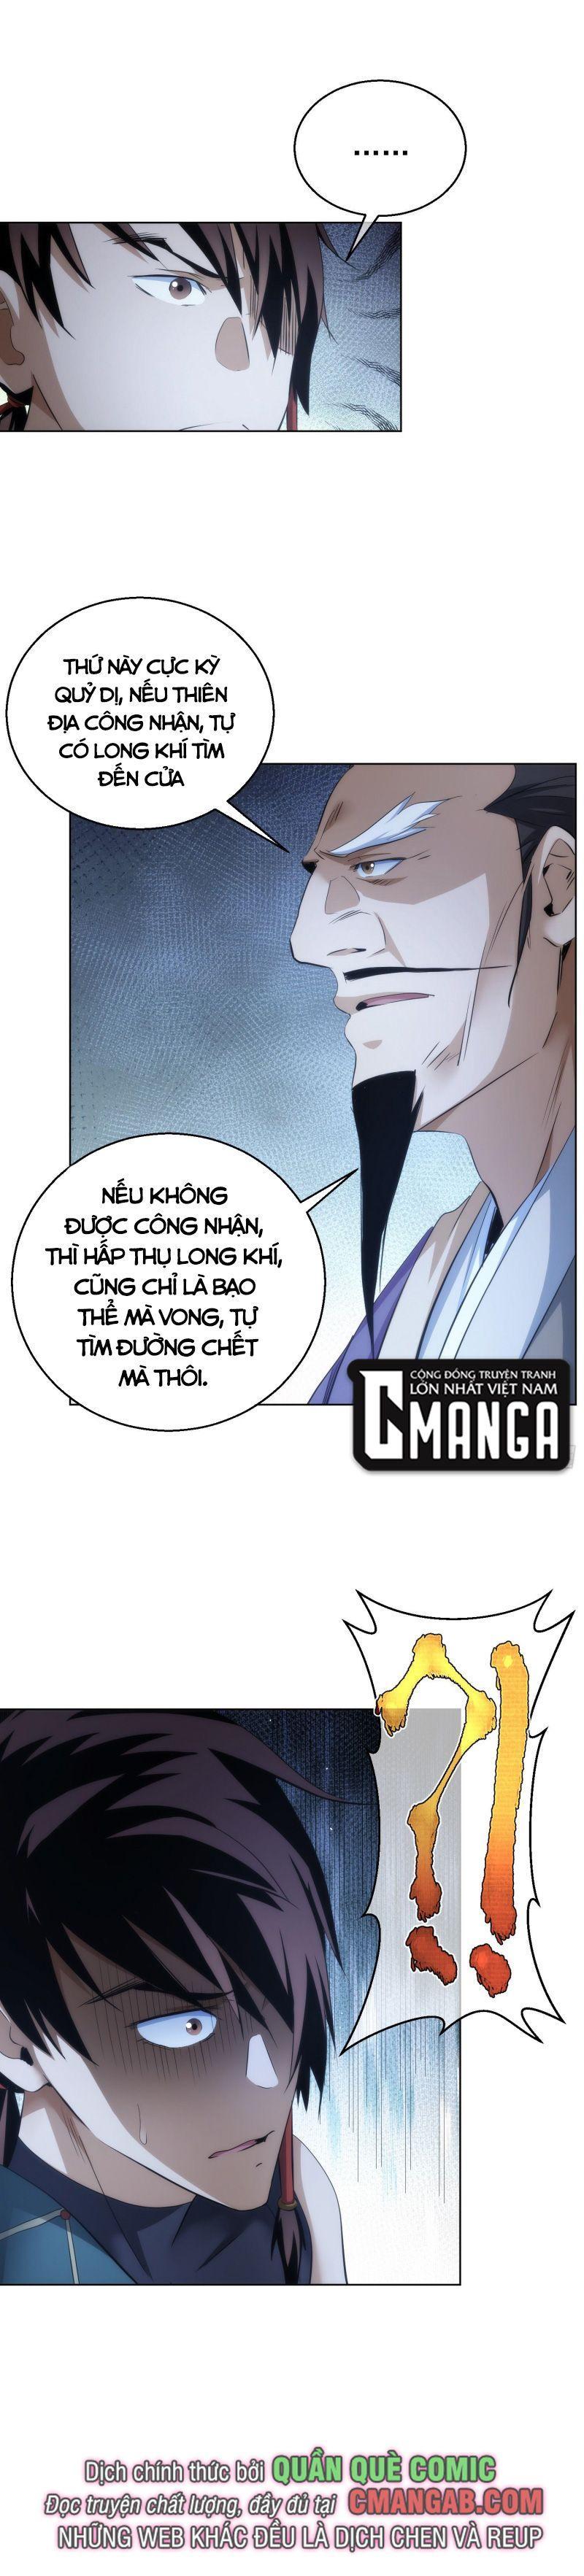 ......
THỨ NÀY CỰC KỲ
QUỶ DỊ, NẾU THIÊN
ĐỊA CÔNG NHẬN, TỰ
CÓ LONG KHÍ TÌM
ĐẾN CỬA
NẾU KHÔNG
ĐƯỢC CÔNG NHẬN,
THÌ HẤP THỤ LONG KHÍ,
CŨNG CHỈ LÀ BẠO
THỂ MÀ VONG, TỰ
TÌM ĐƯỜNG CHẾT
MÀ THÔI.
CỘNG ĐỒNG TRUYỆN TRANH
LỚN NHẤT VIỆT NAM
CMANGA
?!
Dịch chính thức bởi QUẦN QUÈ COMIC
Đọc truyện chất lượng, đầy đủ tại CMANGAB.COM
NHỮNG WEB KHÁC ĐỀU LÀ DỊCH CHEN VÀ REUP